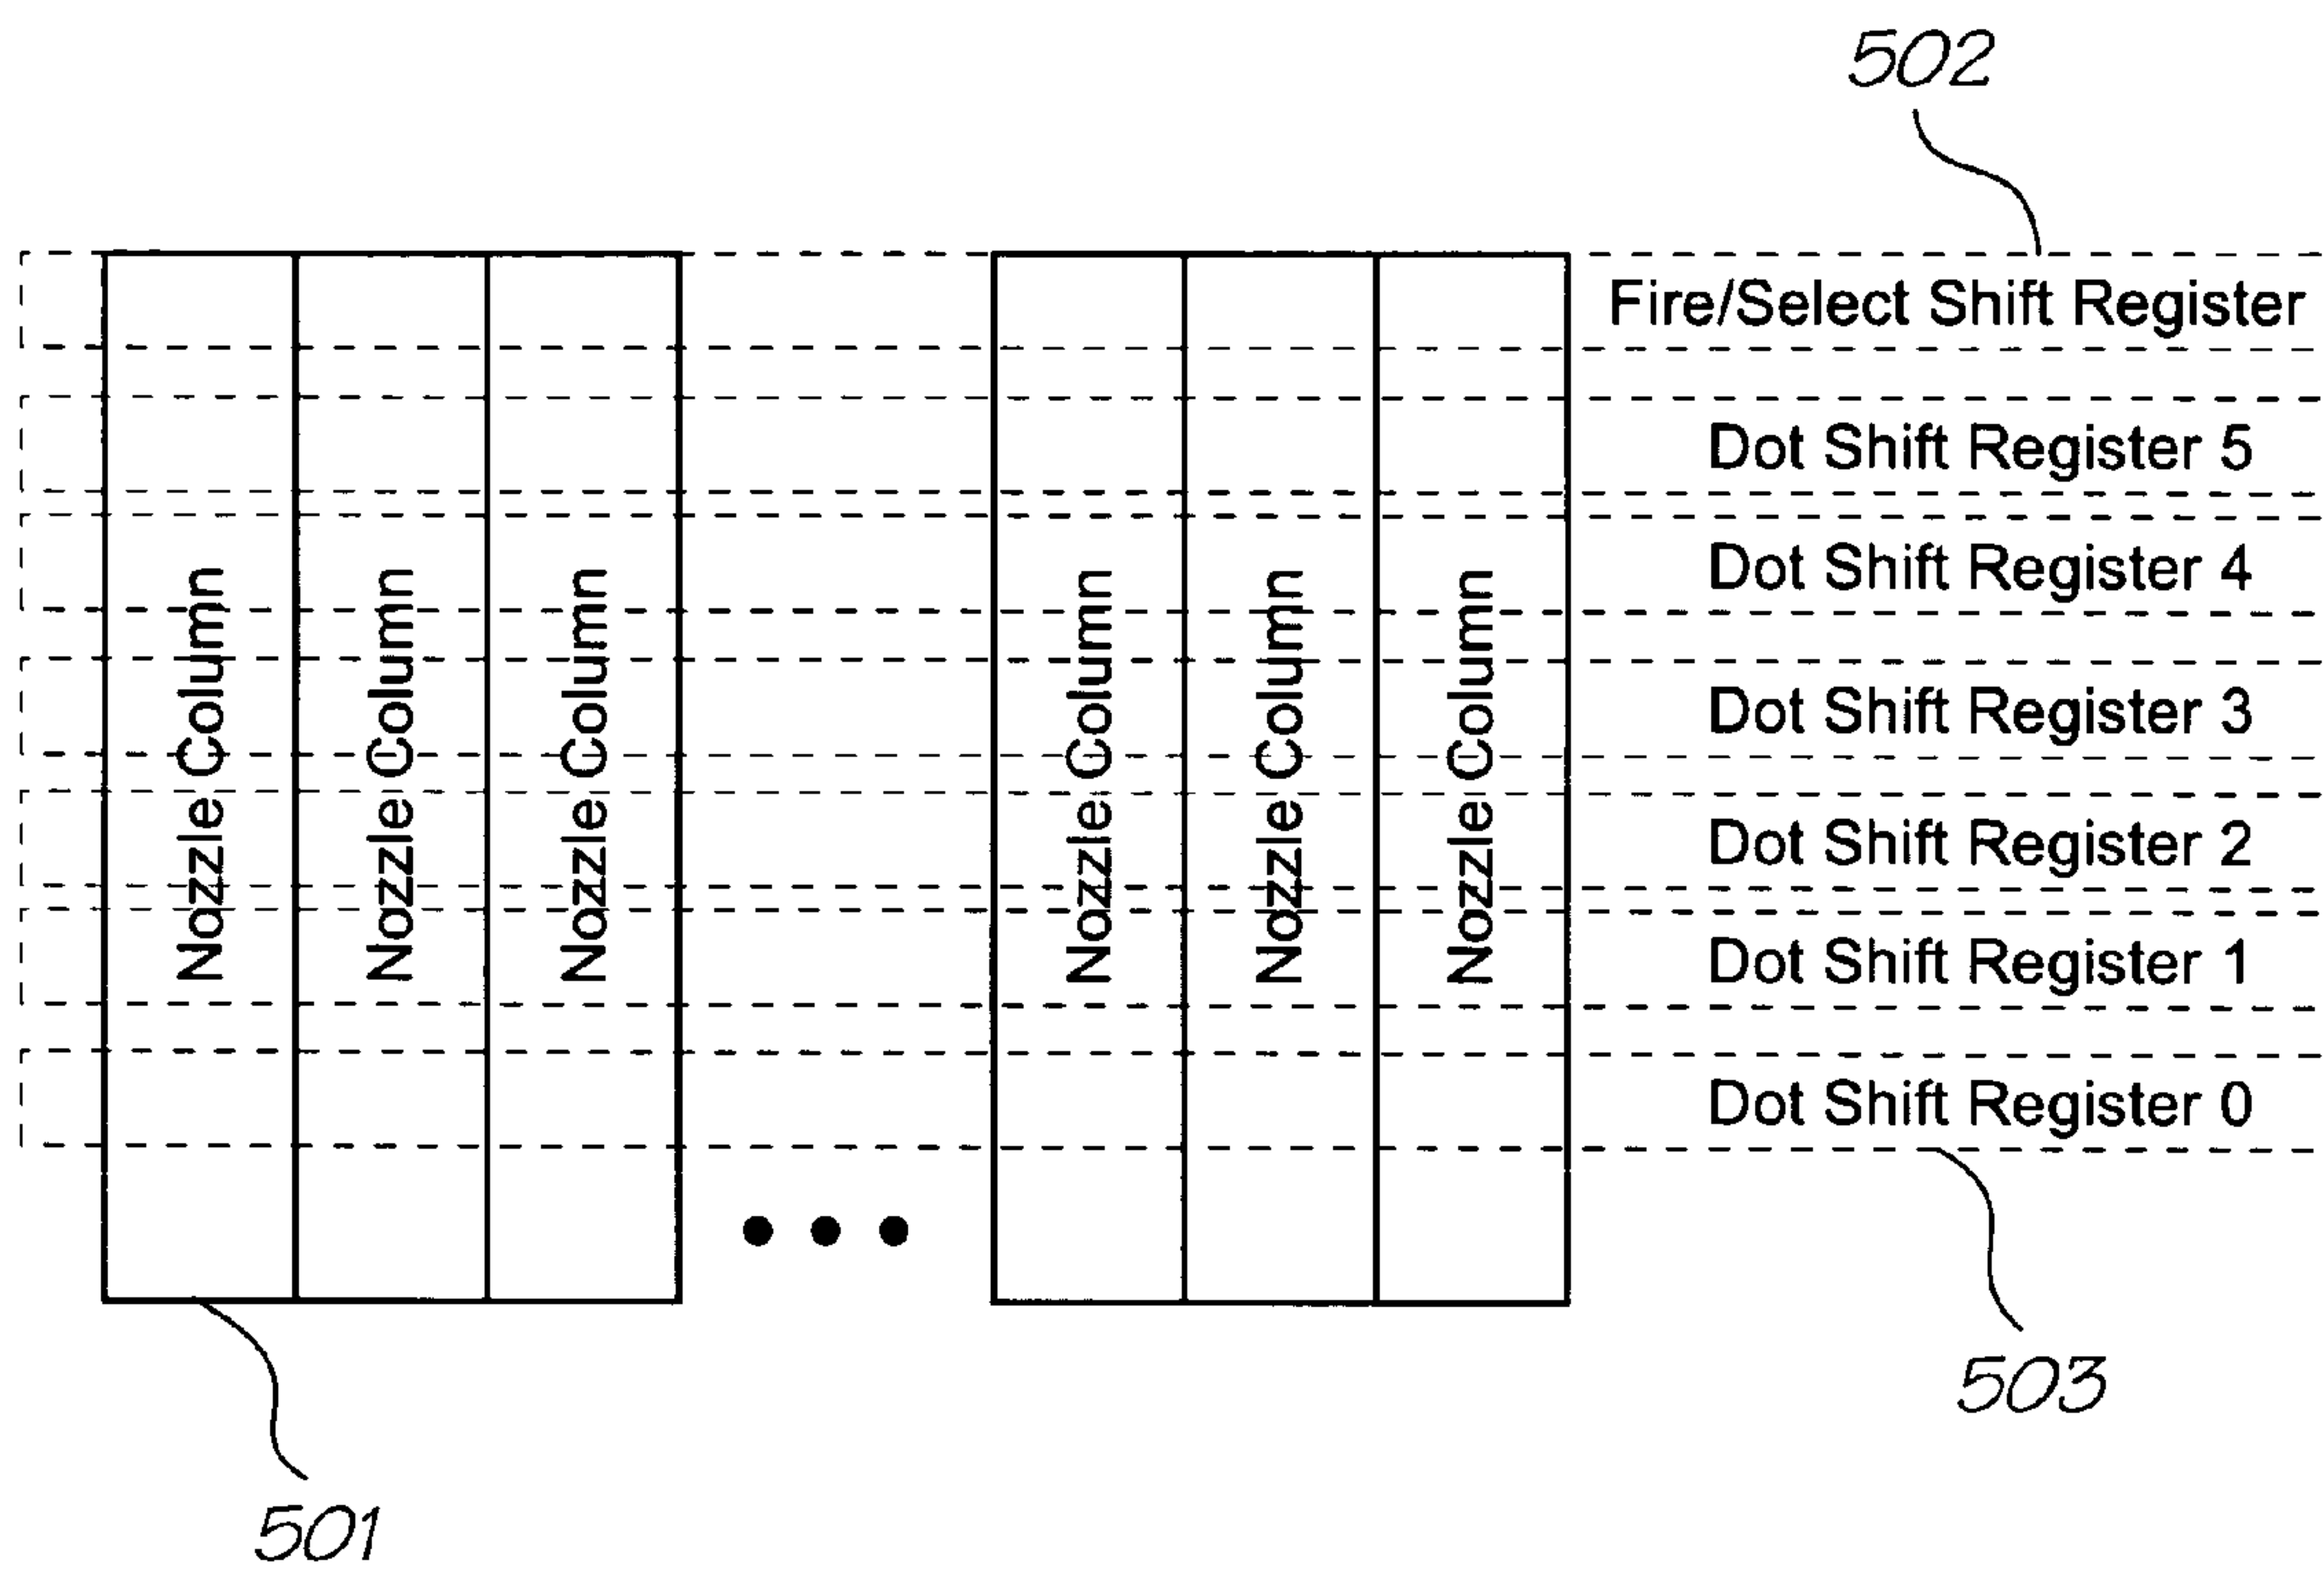 502
Fire/Select Shift Register
Dot Shift Register 5
Dot Shift Register 4
Dot Shift Register 3
Dot Shift Register 2
Dot Shift Register 1
Dot Shift Register 0
Nozzle Column
Nozzle Column
Nozzle Column
Nozzle Column
Nozzle Column
Nozzle Column
503
501